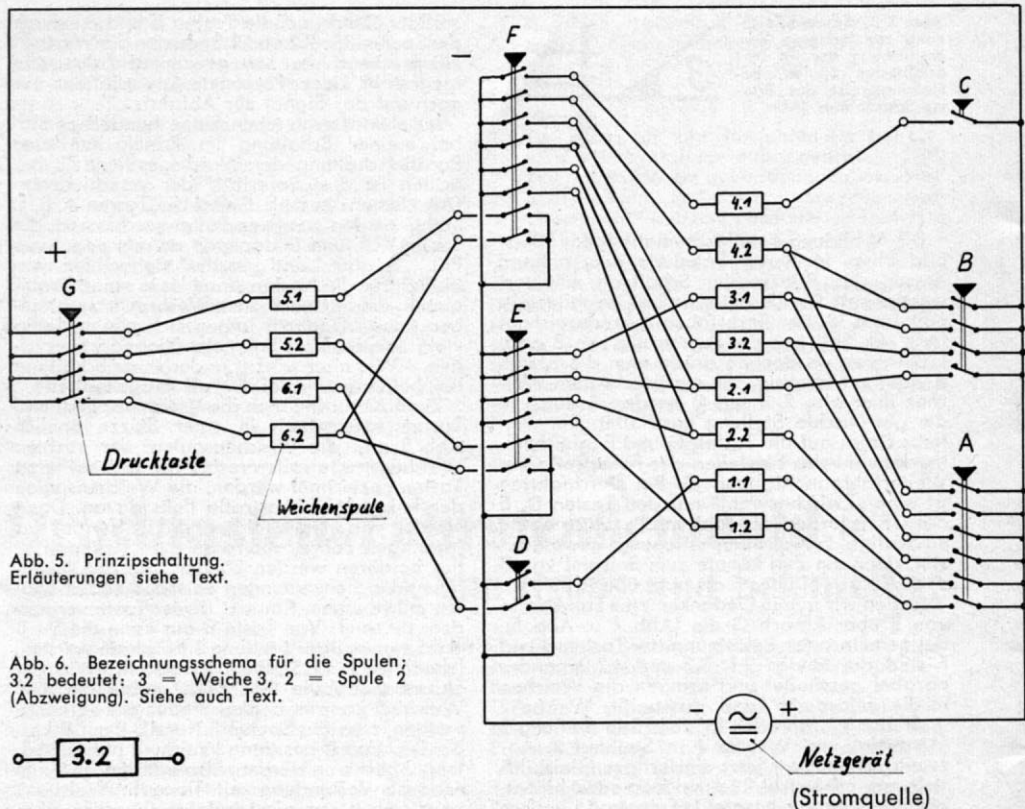 F
−
C
4.1
4.2
+
B
G
5.1
3.1
E
5.2
3.2
6.1
2.1
A
6.2
2.2
Drucktaste
1.1
Weichenspule
1.2
D
Abb. 5. Prinzipschaltung.
Erläuterungen siehe Text.
Abb. 6. Bezeichnungsschema für die Spulen;
3.2 bedeutet: 3 = Weiche 3, 2 = Spule 2
(Abzweigung). Siehe auch Text.
- +
3.2
Netzgerät
(Stromquelle)